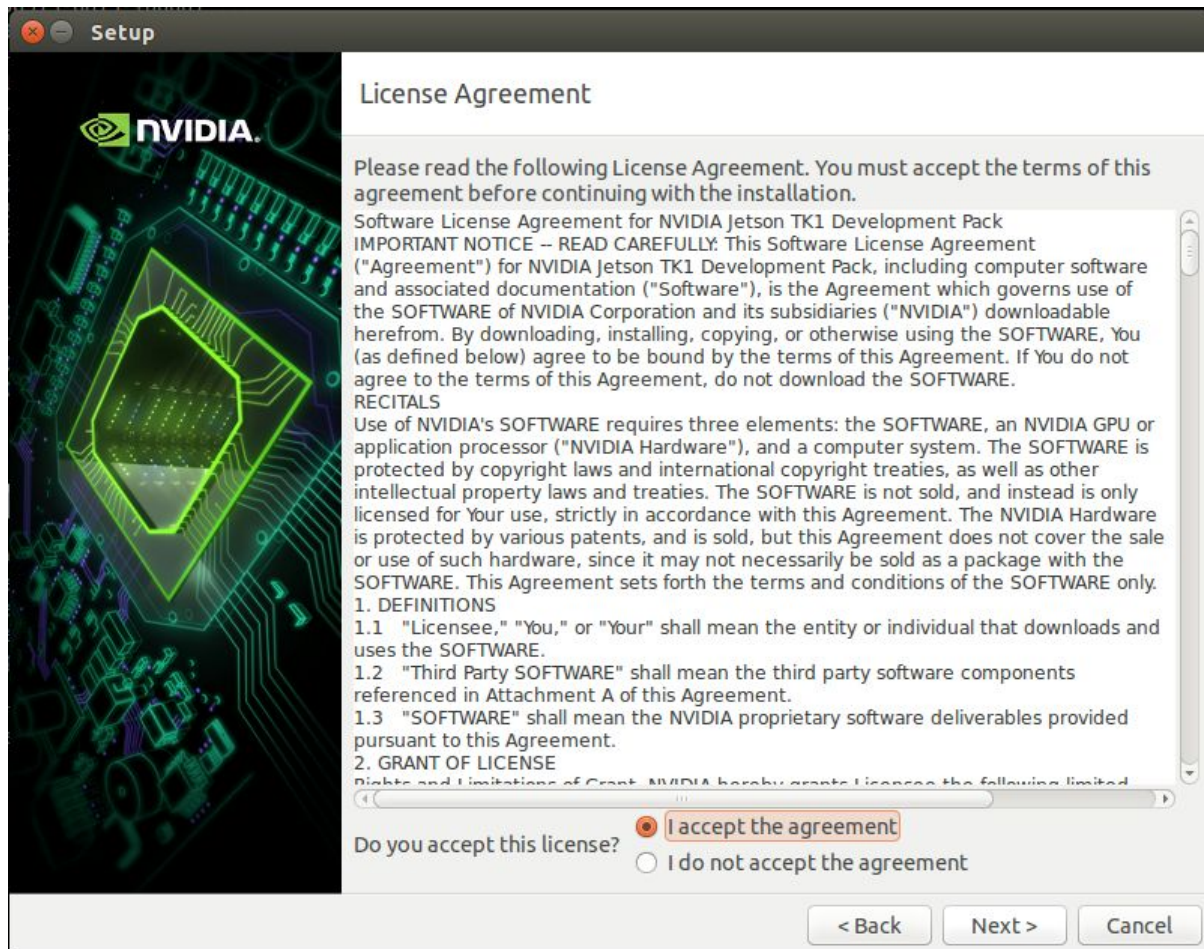 Setup
NVIDIA.
License Agreement
Please read the following License Agreement. You must accept the terms of this
agreement before continuing with the installation.
Software License Agreement for NVIDIA Jetson TK1 Development Pack
IMPORTANT NOTICE -- READ CAREFULLY: This Software License Agreement
("Agreement") for NVIDIA Jetson TK1 Development Pack, including computer software
and associated documentation ("Software"), is the Agreement which governs use of
the SOFTWARE of NVIDIA Corporation and its subsidiaries ("NVIDIA") downloadable
herefrom. By downloading, installing, copying, or otherwise using the SOFTWARE, You
(as defined below) agree to be bound by the terms of this Agreement. If You do not
agree to the terms of this Agreement, do not download the SOFTWARE.
RECITALS
Use of NVIDIA's SOFTWARE requires three elements: the SOFTWARE, an NVIDIA GPU or
application processor ("NVIDIA Hardware"), and a computer system. The SOFTWARE is
protected by copyright laws and international copyright treaties, as well as other
intellectual property laws and treaties. The SOFTWARE is not sold, and instead is only
licensed for Your use, strictly in accordance with this Agreement. The NVIDIA Hardware
is protected by various patents, and is sold, but this Agreement does not cover the sale
or use of such hardware, since it may not necessarily be sold as a package with the
SOFTWARE. This Agreement sets forth the terms and conditions of the SOFTWARE only.
1. DEFINITIONS
1.1 "Licensee," "You," or "Your" shall mean the entity or individual that downloads and
uses the SOFTWARE.
1.2 "Third Party SOFTWARE" shall mean the third party software components
referenced in Attachment A of this Agreement.
1.3 "SOFTWARE" shall mean the NVIDIA proprietary software deliverables provided
pursuant to this Agreement.
2. GRANT OF LICENSE
Rights and Limitations of Grant. NVIDIA hereby grants Licensee the following limited
Do you accept this license?
I accept the agreement
I do not accept the agreement
< Back
Next >
Cancel